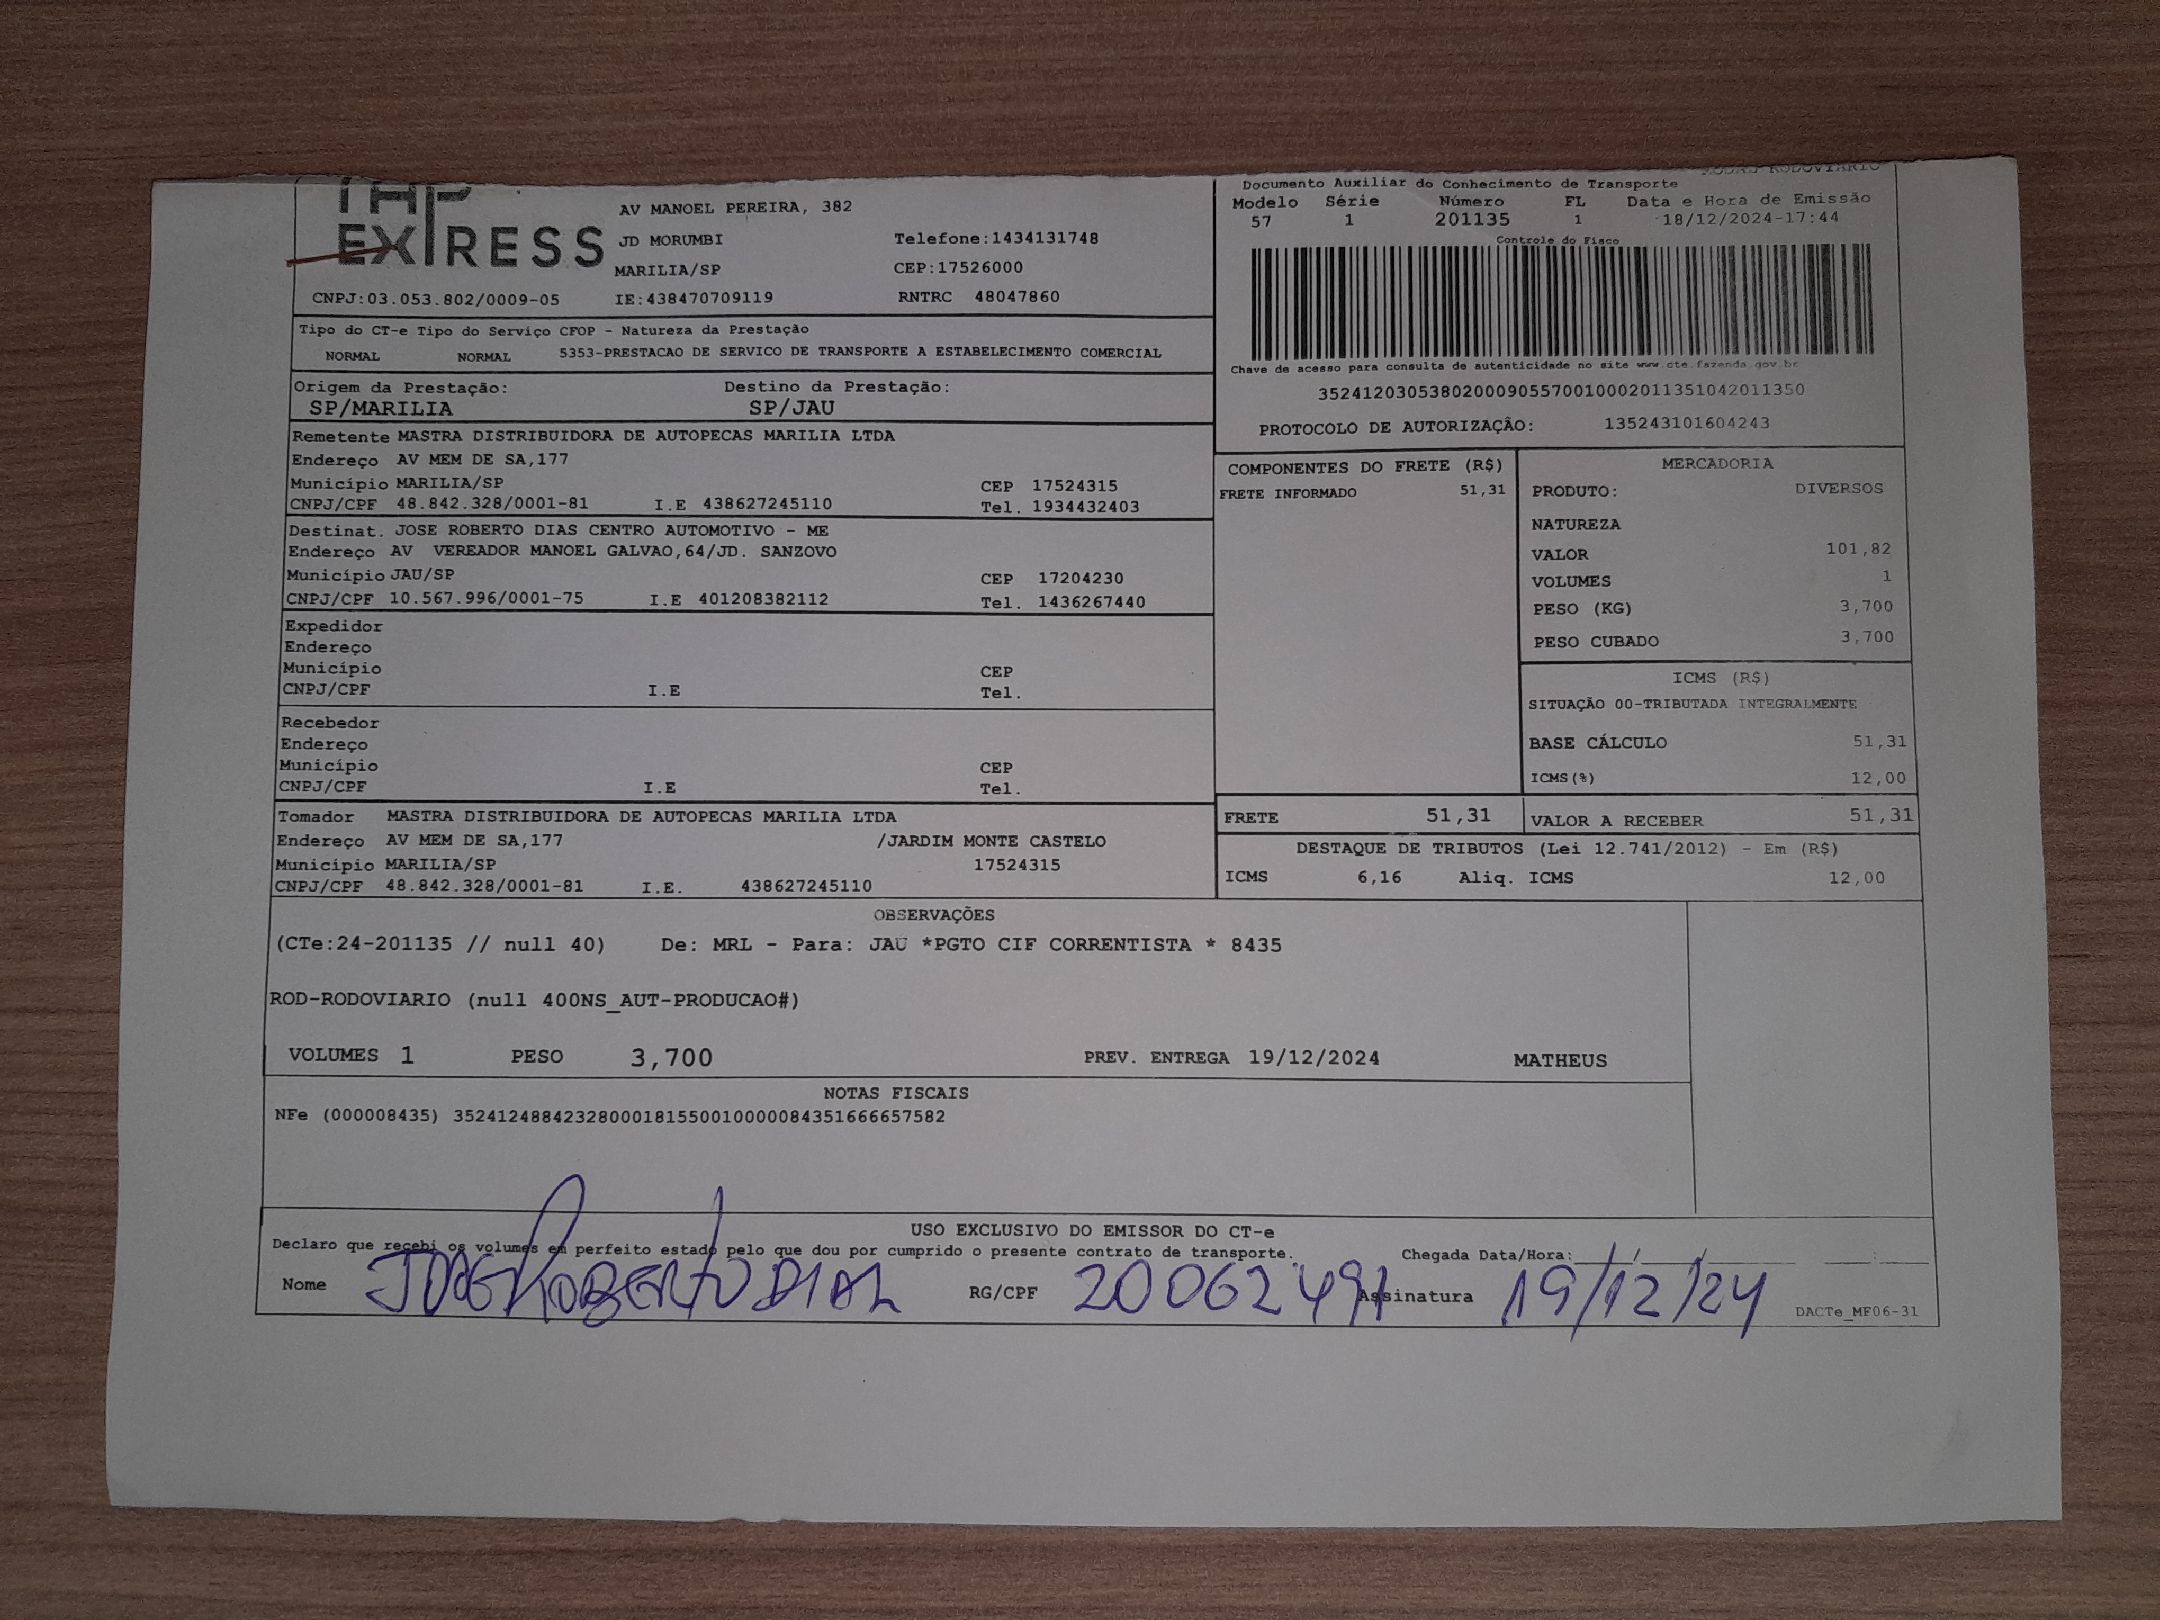 EXPRESS
AV MANOEL PEREIRA, 382
JD MORUMBI Telefone:1434131748
MARILIA/SP CEP:17526000
CNPJ:03.053.802/0009-05 IE:438470709119 RNTRC 48047860
Documento Auxiliar do Conhecimento de Transporte
Modelo Série Número FL Data e Hora de Emissão
57 1 201135 1 18/12/2024-17:44
Controle do Fisco
Chave de acesso para consulta de autenticidade no site www.cte.fazenda.gov.br
35241203053802000905570010002011351042011350
PROTOCOLO DE AUTORIZAÇÃO: 135243101604243
Tipo do CT-e Tipo do Serviço CFOP - Natureza da Prestação
NORMAL NORMAL 5353-PRESTACAO DE SERVICO DE TRANSPORTE A ESTABELECIMENTO COMERCIAL
Origem da Prestação: Destino da Prestação:
SP/MARILIA SP/JAU
Remetente MASTRA DISTRIBUIDORA DE AUTOPECAS MARILIA LTDA
Endereço AV MEM DE SA,177
Município MARILIA/SP CEP 17524315
CNPJ/CPF 48.842.328/0001-81 I.E 438627245110 Tel. 1934432403
Destinat. JOSE ROBERTO DIAS CENTRO AUTOMOTIVO - ME
Endereço AV VEREADOR MANOEL GALVAO,64/JD. SANZOVO
Município JAU/SP CEP 17204230
CNPJ/CPF 10.567.996/0001-75 I.E 401208382112 Tel. 1436267440
Expedidor
Endereço
Município CEP
CNPJ/CPF I.E Tel.
Recebedor
Endereço
Município CEP
CNPJ/CPF I.E Tel.
Tomador MASTRA DISTRIBUIDORA DE AUTOPECAS MARILIA LTDA
Endereço AV MEM DE SA,177 /JARDIM MONTE CASTELO
Município MARILIA/SP 17524315
CNPJ/CPF 48.842.328/0001-81 I.E. 438627245110
COMPONENTES DO FRETE (R$)
FRETE INFORMADO 51,31
MERCADORIA
PRODUTO: DIVERSOS
NATUREZA
VALOR 101,82
VOLUMES 1
PESO (KG) 3,700
PESO CUBADO 3,700
ICMS (R$)
SITUAÇÃO 00-TRIBUTADA INTEGRALMENTE
BASE CÁLCULO 51,31
ICMS(%) 12,00
FRETE 51,31 VALOR A RECEBER 51,31
DESTAQUE DE TRIBUTOS (Lei 12.741/2012) - Em (R$)
ICMS 6,16 Aliq. ICMS 12,00
OBSERVAÇÕES
(CTe:24-201135 // null 40) De: MRL - Para: JAU *PGTO CIF CORRENTISTA * 8435
ROD-RODOVIARIO (null 400NS_AUT-PRODUCAO#)
VOLUMES 1 PESO 3,700 PREV. ENTREGA 19/12/2024 MATHEUS
NOTAS FISCAIS
NFe (000008435) 35241248842328000181550010000084351666657582
USO EXCLUSIVO DO EMISSOR DO CT-e
Declaro que recebi os volumes em perfeito estado pelo que dou por cumprido o presente contrato de transporte. Chegada Data/Hora: / / :
Nome JOSE ROBERTO DIAS RG/CPF 20062491 Assinatura 19/12/24
DACTe_MF06-31